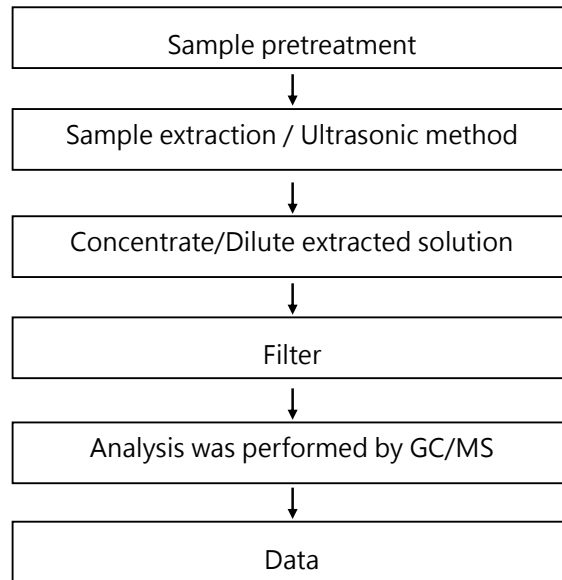 Sample pretreatment
Sample extraction / Ultrasonic method
Concentrate/Dilute extracted solution
Filter
Analysis was performed by GC/MS
Data